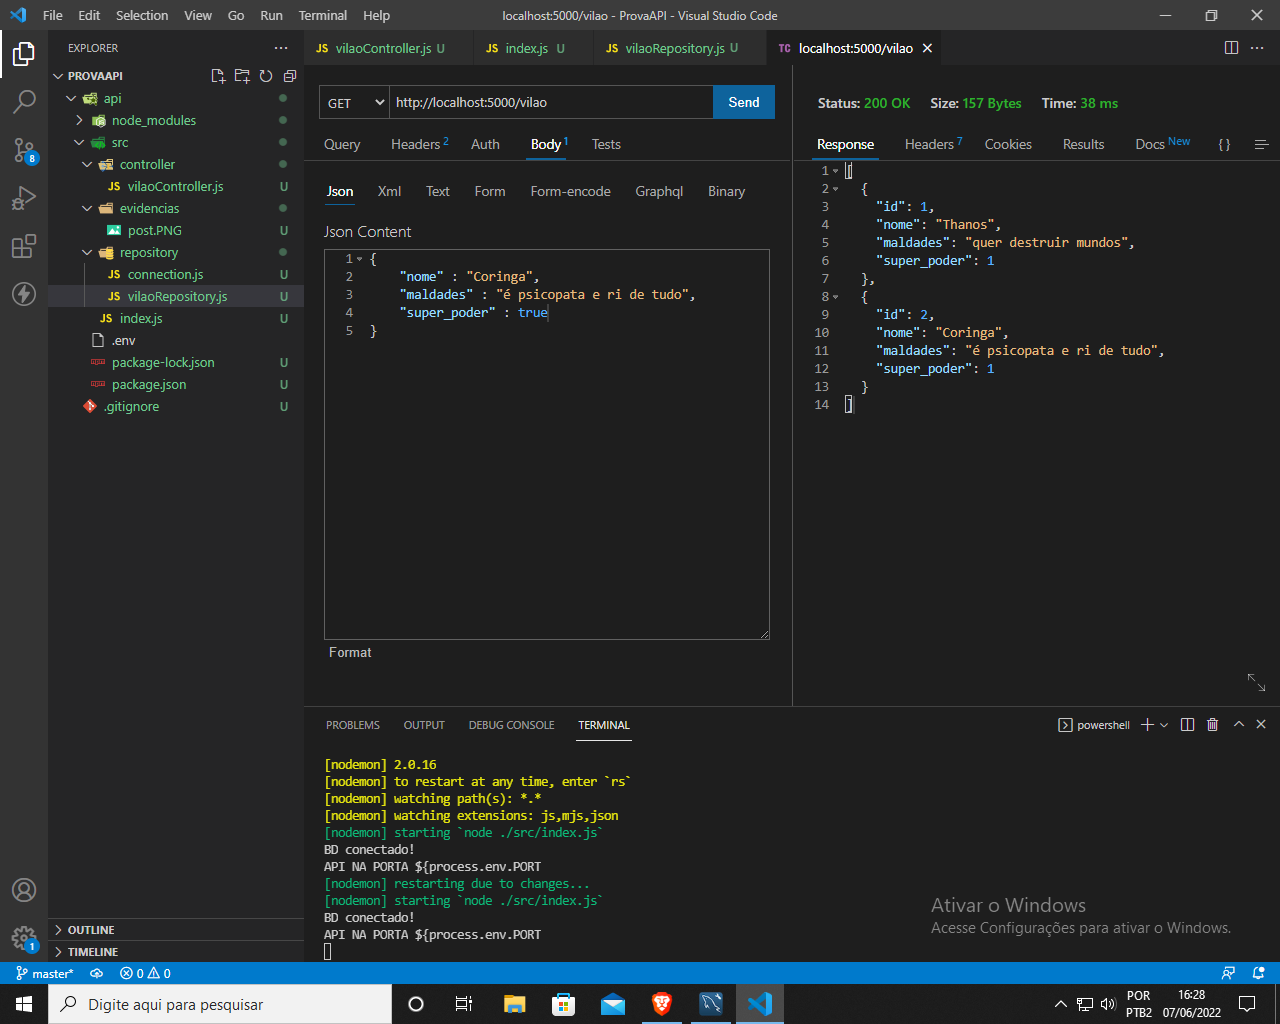 File Edit Selection View Go Run Terminal Help
localhost:5000/vilao - ProvaAPI - Visual Studio Code
EXPLORER
PROVAAPI
api
node_modules
src
controller
vilaoController.js U
evidencias
post.PNG U
repository
connection.js U
vilaoRepository.js U
index.js U
.env
package-lock.json U
package.json U
.gitignore U
OUTLINE
TIMELINE
8
1
JS vilaoController.js U
JS index.js U
JS vilaoRepository.js U
TC localhost:5000/vilao
GET http://localhost:5000/vilao Send
Query Headers 2 Auth Body 1 Tests
Json Xml Text Form Form-encode Graphql Binary
Json Content
1 {
2 "nome" : "Coringa",
3 "maldades" : "é psicopata e ri de tudo",
4 "super_poder" : true
5 }
Format
Status: 200 OK Size: 157 Bytes Time: 38 ms
Response Headers 7 Cookies Results Docs New { }
1 [
2 {
3 "id": 1,
4 "nome": "Thanos",
5 "maldades": "quer destruir mundos",
6 "super_poder": 1
7 },
8 {
9 "id": 2,
10 "nome": "Coringa",
11 "maldades": "é psicopata e ri de tudo",
12 "super_poder": 1
13 }
14 ]
PROBLEMS OUTPUT DEBUG CONSOLE TERMINAL
powershell
[nodemon] 2.0.16
[nodemon] to restart at any time, enter `rs`
[nodemon] watching path(s): *.*
[nodemon] watching extensions: js,mjs,json
[nodemon] starting `node ./src/index.js`
BD conectado!
API NA PORTA ${process.env.PORT
[nodemon] restarting due to changes...
[nodemon] starting `node ./src/index.js`
BD conectado!
API NA PORTA ${process.env.PORT
Ativar o Windows
Acesse Configurações para ativar o Windows.
master* 0 0
Digite aqui para pesquisar
POR
PTB2
16:28
07/06/2022